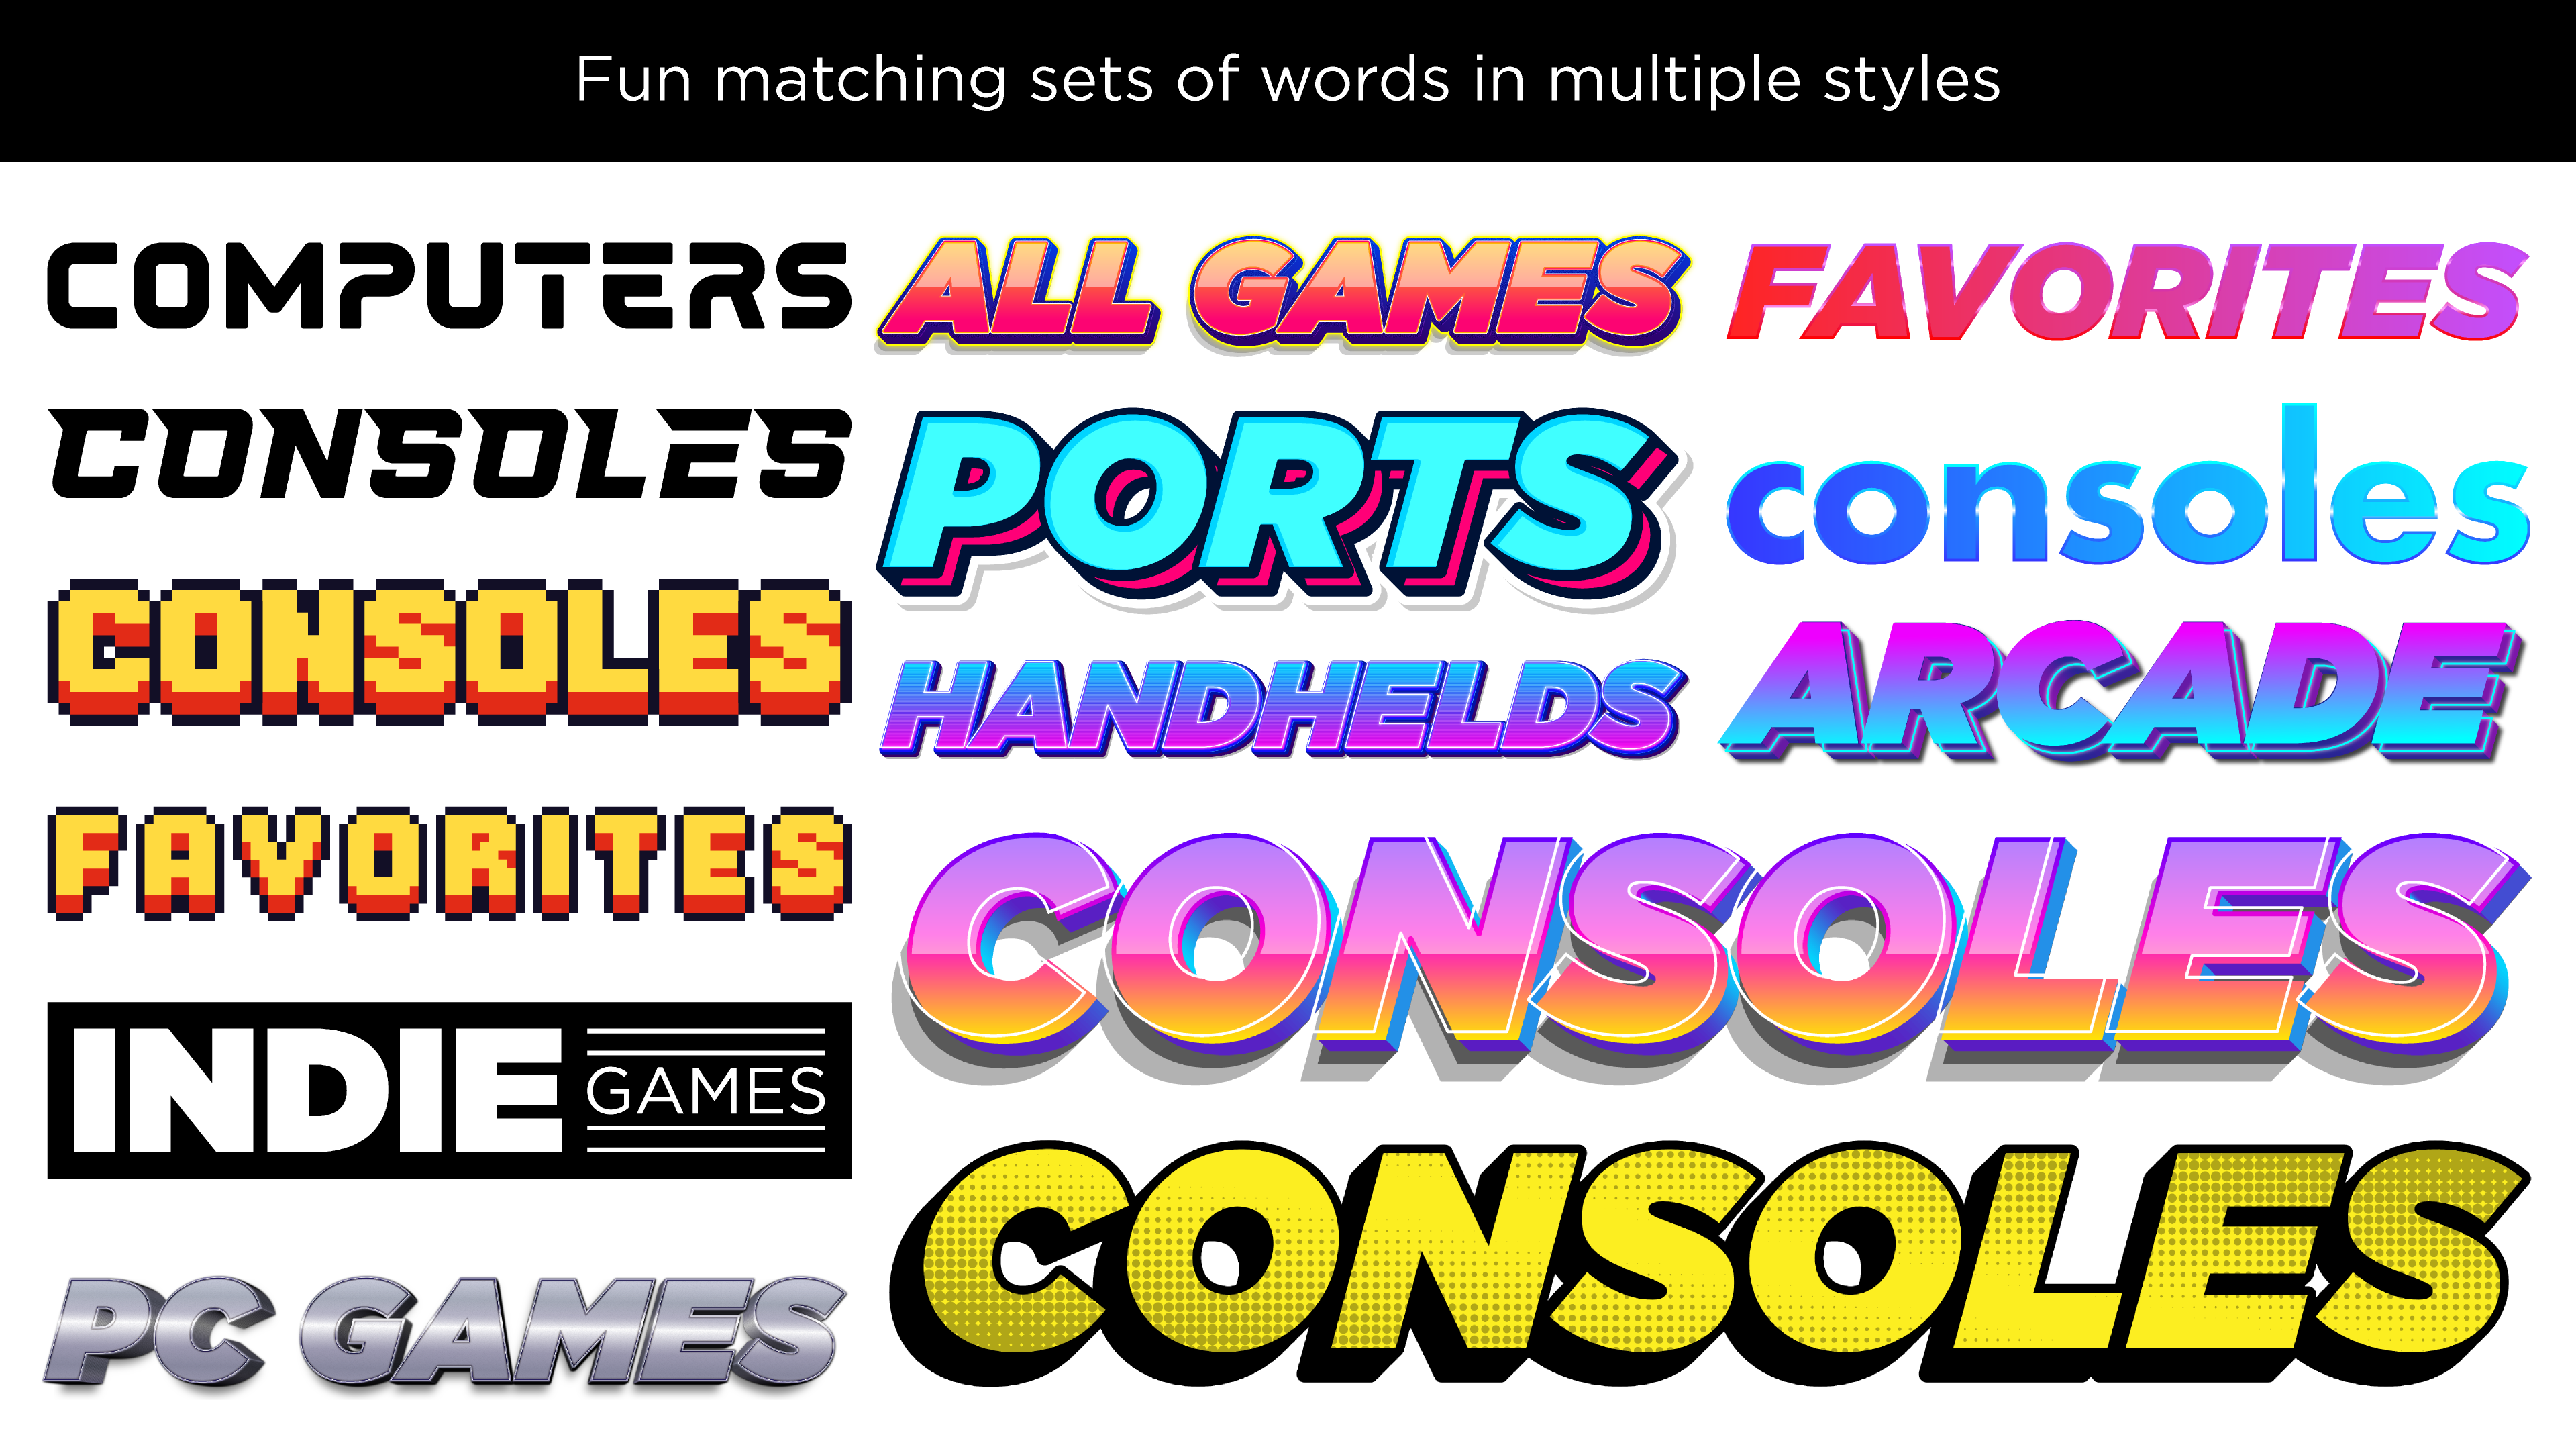 Fun matching sets of words in multiple styles
COMPUTERS
CONSOLES
CONSOLES
FAVORITES
INDIE GAMES
PC GAMES
ALL GAMES
PORTS
HANDHELDS
FAVORITES
consoles
ARCADE
CONSOLES
CONSOLES